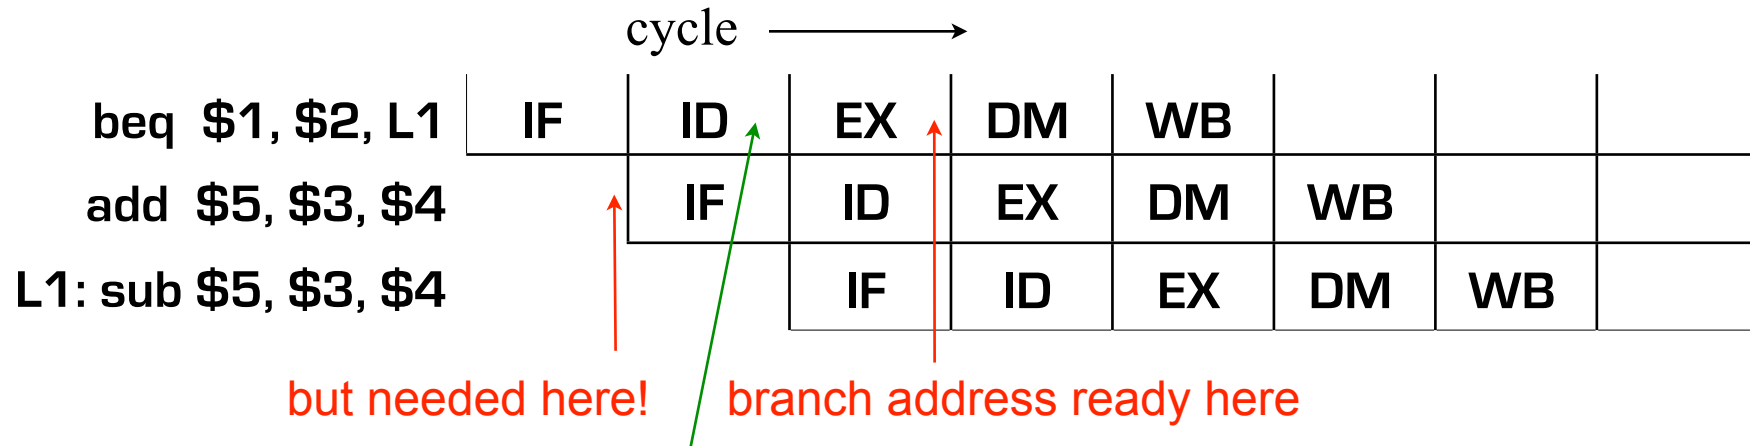 cycle
beq $1, $2, L1 IF ID EX DM WB
add $5, $3, $4 IF ID EX DM WB
L1: sub $5, $3, $4 IF ID EX DM WB
but needed here! branch address ready here